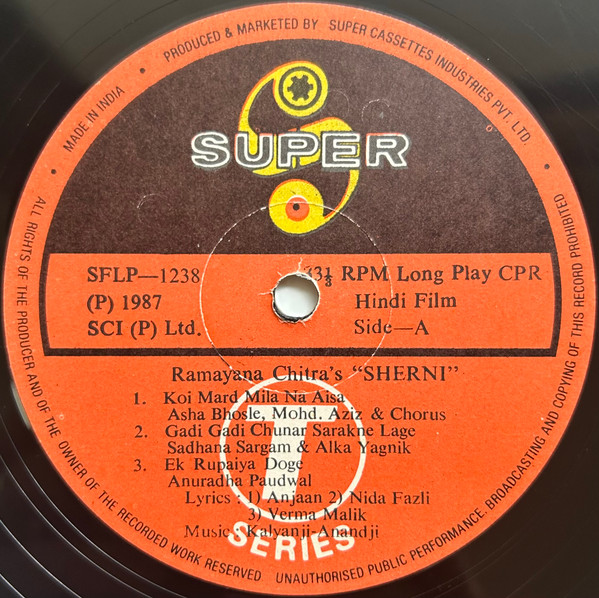 PRODUCED & MARKETED BY SUPER CASSETTES INDUSTRIES PVT. LTD.
MADE IN INDIA
SUPER
SFLP—1238
(P) 1987
SCI (P) Ltd.
33⅓ RPM Long Play CPR
Hindi Film
Side—A
Ramayana Chitra's "SHERNI"
1. Koi Mard Mila Na Aisa
Asha Bhosle, Mohd. Aziz & Chorus
2. Gadi Gadi Chunar Sarakne Lage
Sadhana Sargam & Alka Yagnik
3. Ek Rupaiya Doge
Anuradha Paudwal
Lyrics : 1) Anjaan 2) Nida Fazli
3) Verma Malik
Music : Kalyanji-Anandji
T
SERIES
ALL RIGHTS OF THE PRODUCER AND OF THE OWNER OF THE RECORDED WORK RESERVED. UNAUTHORISED PUBLIC PERFORMANCE, BROADCASTING AND COPYING OF THIS RECORD PROHIBITED